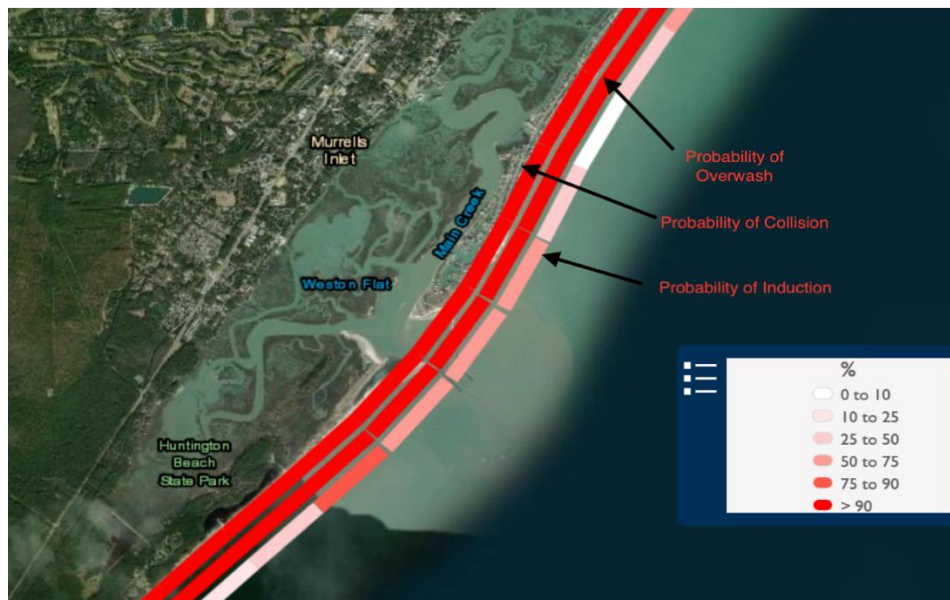 Murrells
Inlet
Probability of
Overwash
Main Creek
Probability of Collision
Weston Flat
Probability of Induction
%
0 to 10
10 to 25
25 to 50
50 to 75
75 to 90
> 90
Huntington
Beach
State Park